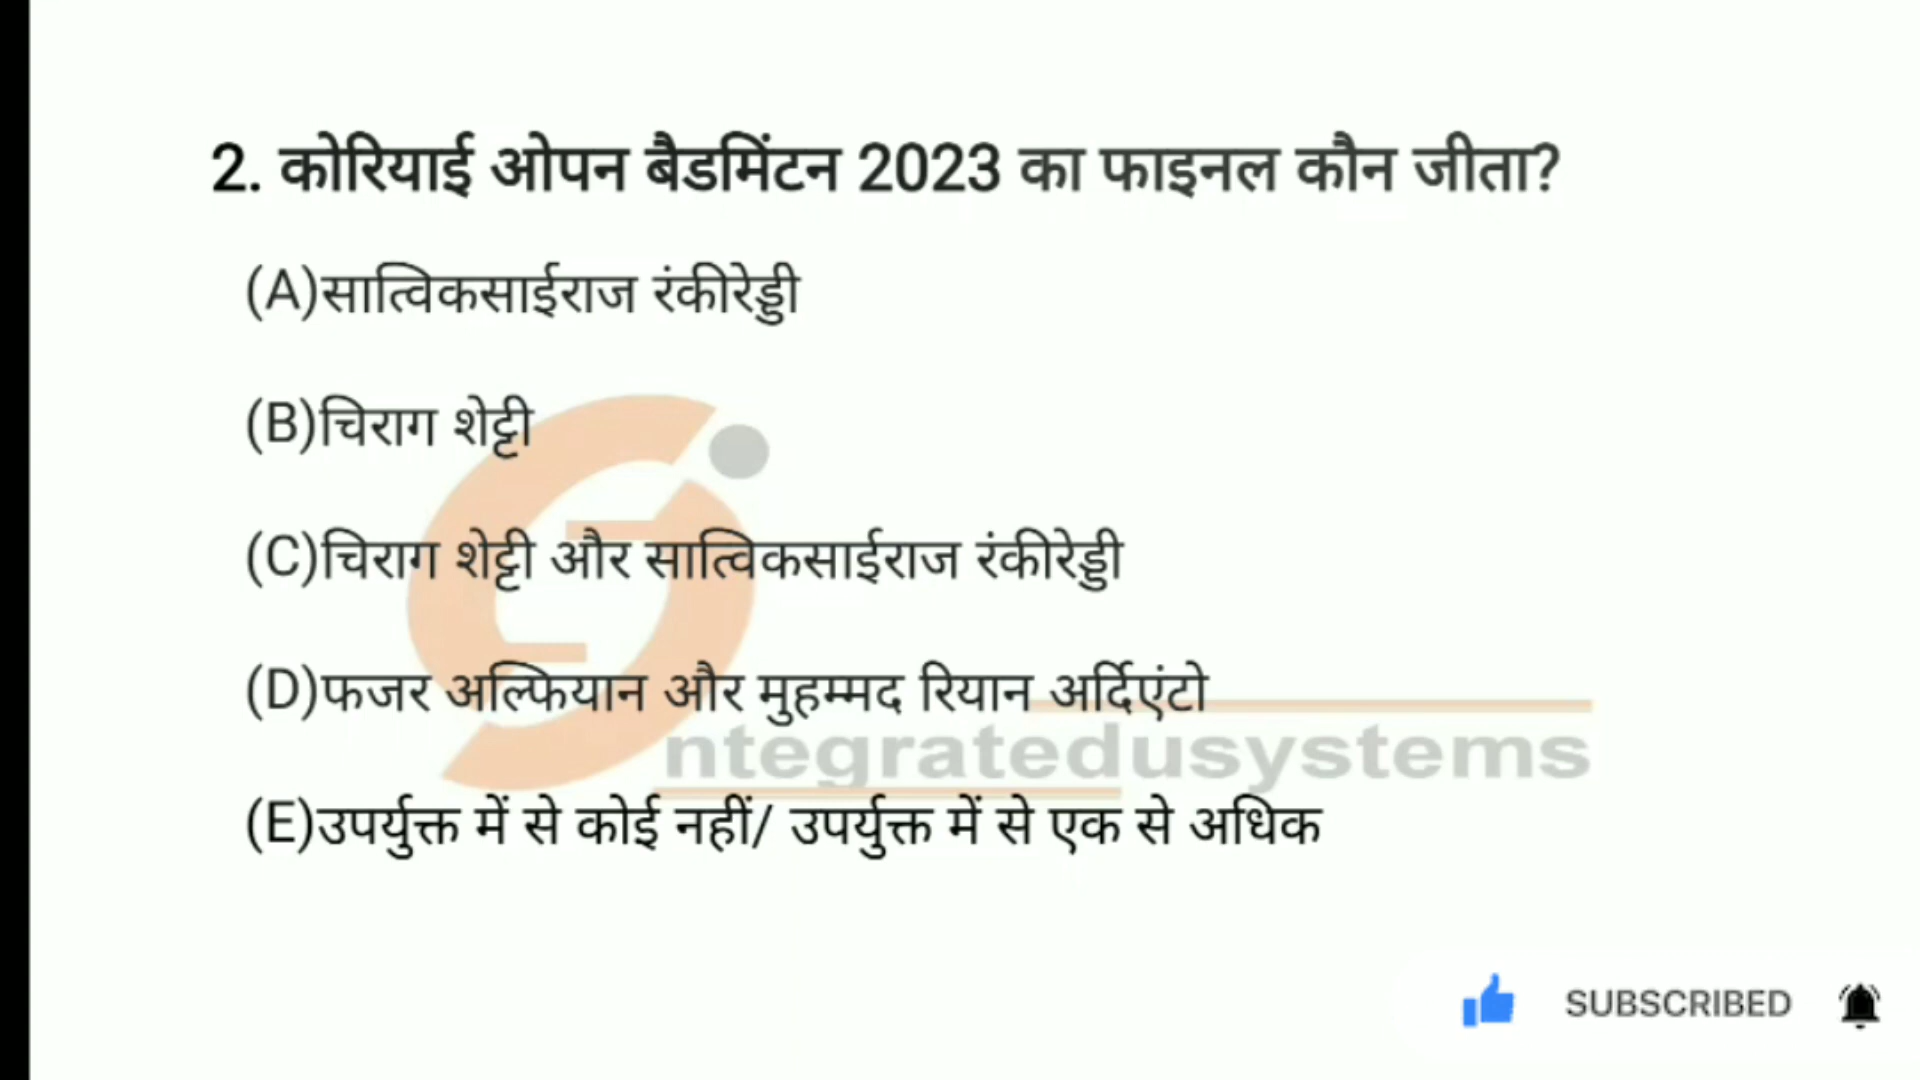 2. कोरियाई ओपन बैडमिंटन 2023 का फाइनल कौन जीता?
(A)सात्विकसाईराज रंकीरेड्डी
(B)चिराग शेट्टी
(C)चिराग शेट्टी और सात्विकसाईराज रंकीरेड्डी
(D)फजर अल्फियान और मुहम्मद रियान अर्दिएंटो
ntegratedusystems
(E)उपर्युक्त में से कोई नहीं/ उपर्युक्त में से एक से अधिक
SUBSCRIBED